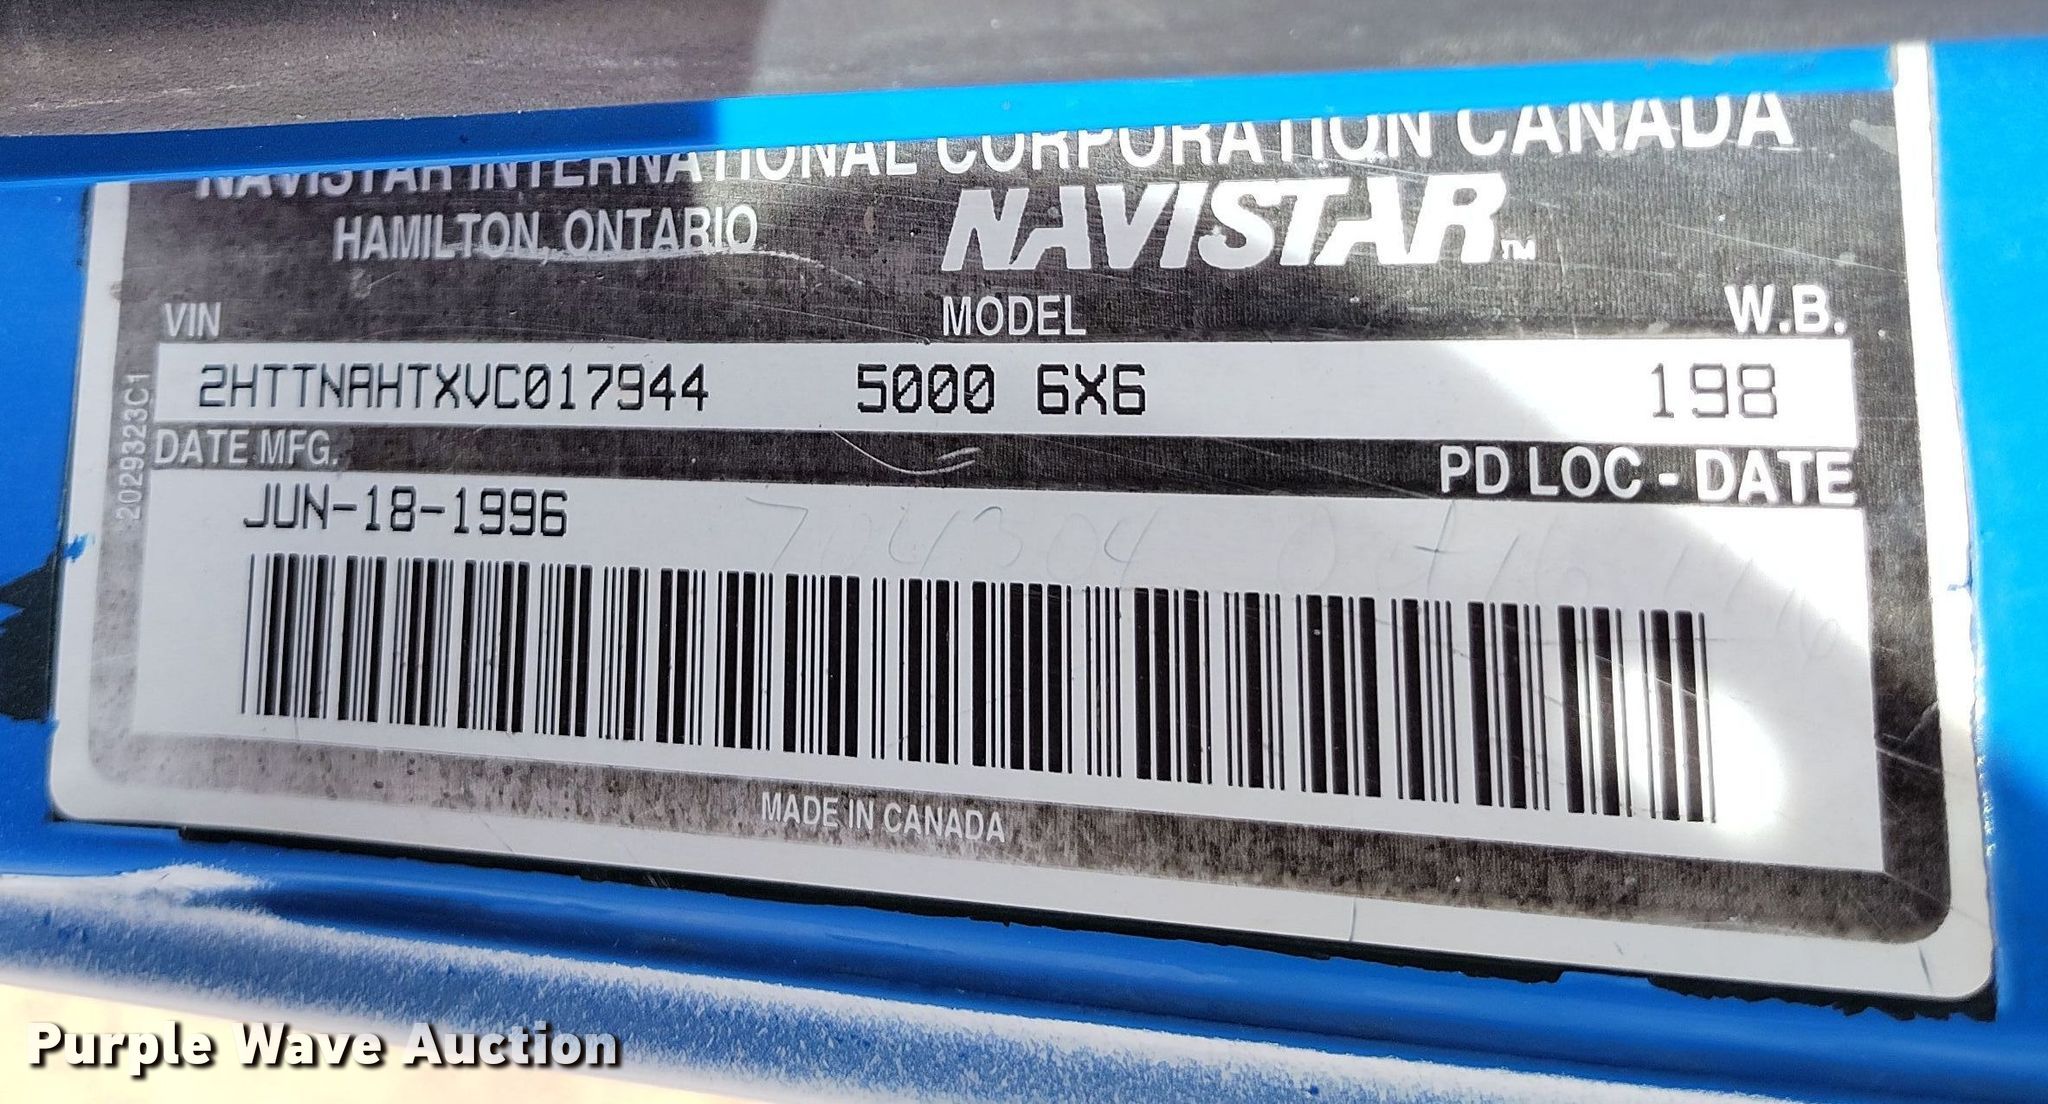 NAVISTAR INTERNATIONAL CORPORATION CANADA
HAMILTON, ONTARIO
NAVISTAR™
VIN MODEL W.B.
2HTTNAHTXVC017944 5000 6X6 198
DATE MFG. PD LOC - DATE
JUN-18-1996
2029323C1
MADE IN CANADA
Purple Wave Auction